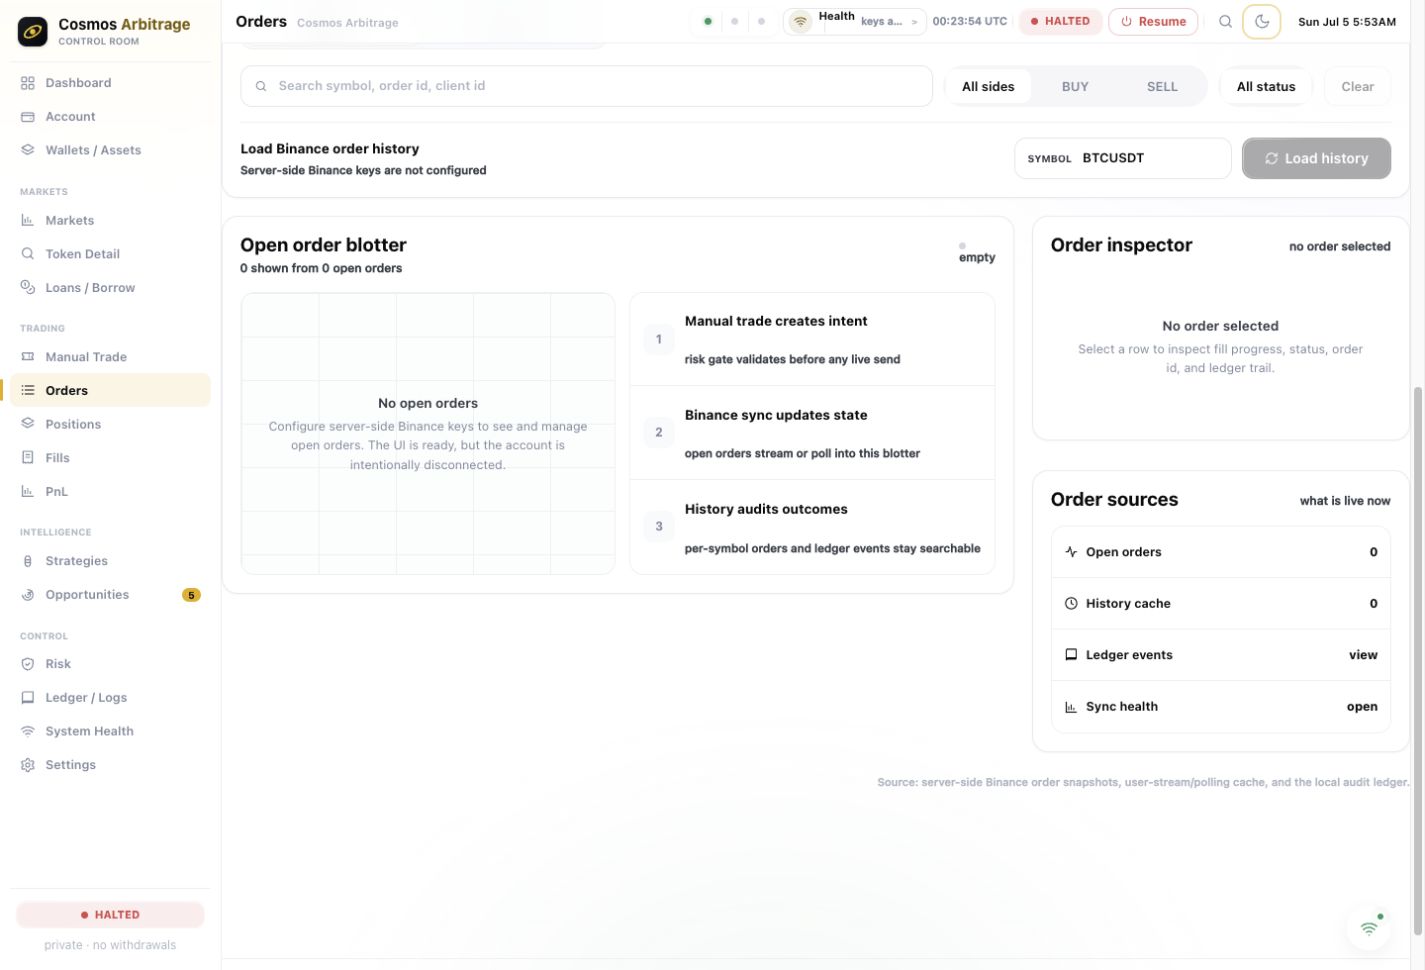 Cosmos Arbitrage
CONTROL ROOM
Dashboard
Account
Wallets / Assets
MARKETS
Markets
Token Detail
Loans / Borrow
TRADING
Manual Trade
Orders
Positions
Fills
PnL
INTELLIGENCE
Strategies
Opportunities 5
CONTROL
Risk
Ledger / Logs
System Health
Settings
HALTED
private · no withdrawals
Orders Cosmos Arbitrage
Health keys a... >
00:23:54 UTC
HALTED
Resume
Sun Jul 5 5:53AM
Search symbol, order id, client id
All sides BUY SELL
All status
Clear
Load Binance order history
Server-side Binance keys are not configured
SYMBOL BTCUSDT
Load history
Open order blotter
0 shown from 0 open orders
empty
No open orders
Configure server-side Binance keys to see and manage
open orders. The UI is ready, but the account is
intentionally disconnected.
1
Manual trade creates intent
risk gate validates before any live send
2
Binance sync updates state
open orders stream or poll into this blotter
3
History audits outcomes
per-symbol orders and ledger events stay searchable
Order inspector
no order selected
No order selected
Select a row to inspect fill progress, status, order
id, and ledger trail.
Order sources
what is live now
Open orders 0
History cache 0
Ledger events view
Sync health open
Source: server-side Binance order snapshots, user-stream/polling cache, and the local audit ledger.